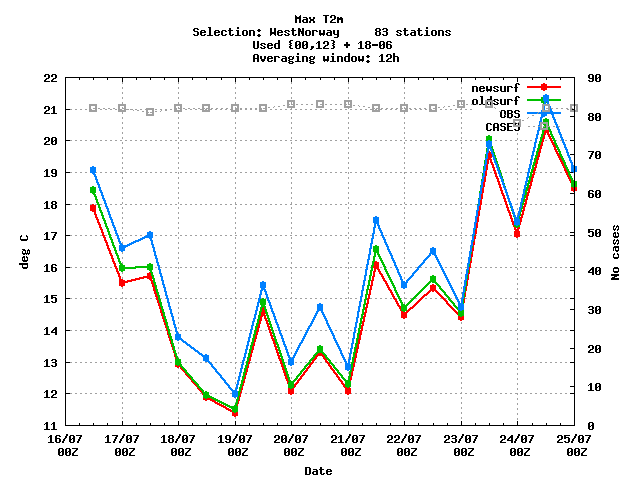 Max T2m
Selection: WestNorway 83 stations
Used {00,12} + 18-06
Averaging window: 12h
newsurf
oldsurf
OBS
CASES
deg C
No cases
22
21
20
19
18
17
16
15
14
13
12
11
90
80
70
60
50
40
30
20
10
0
16/07 17/07 18/07 19/07 20/07 21/07 22/07 23/07 24/07 25/07
00Z 00Z 00Z 00Z 00Z 00Z 00Z 00Z 00Z 00Z
Date